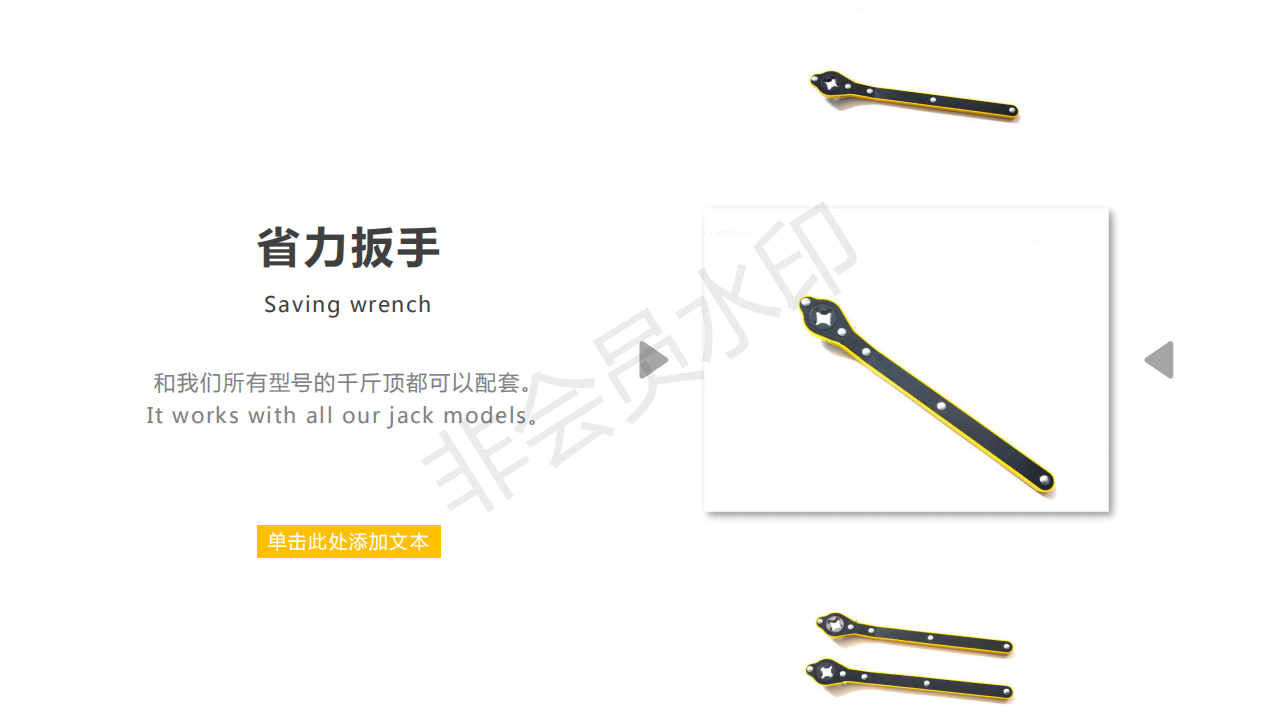 省力扳手
Saving wrench
和我们所有型号的千斤顶都可以配套。
It works with all our jack models。
单击此处添加文本
非会员水印